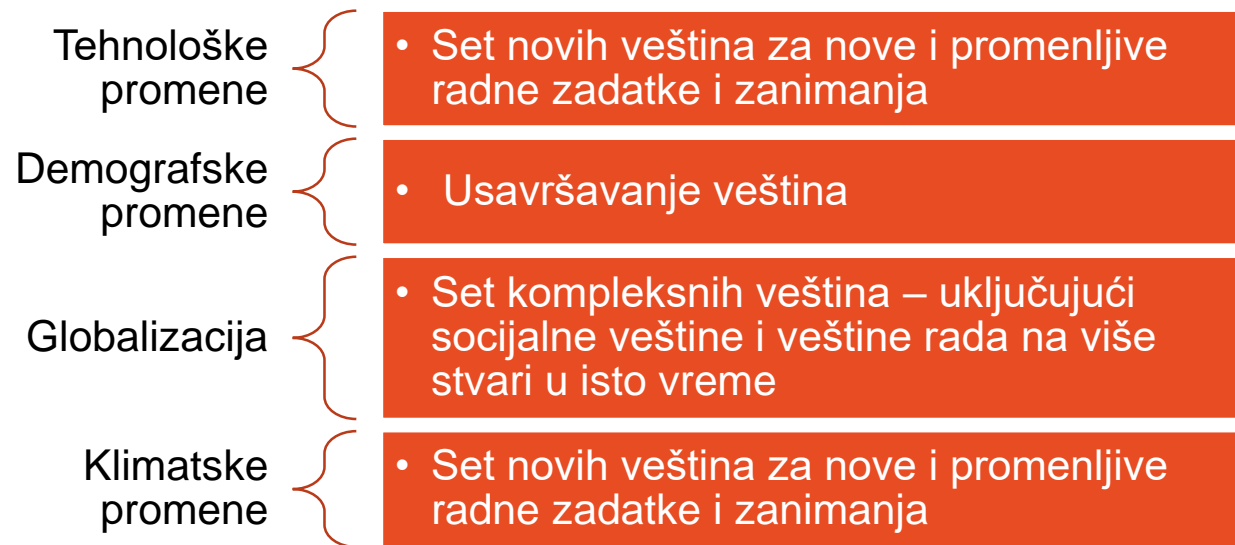 Tehnološke
promene
• Set novih veština za nove i promenljive
radne zadatke i zanimanja
Demografske
promene
• Usavršavanje veština
Globalizacija
• Set kompleksnih veština – uključujući
socijalne veštine i veštine rada na više
stvari u isto vreme
Klimatske
promene
• Set novih veština za nove i promenljive
radne zadatke i zanimanja